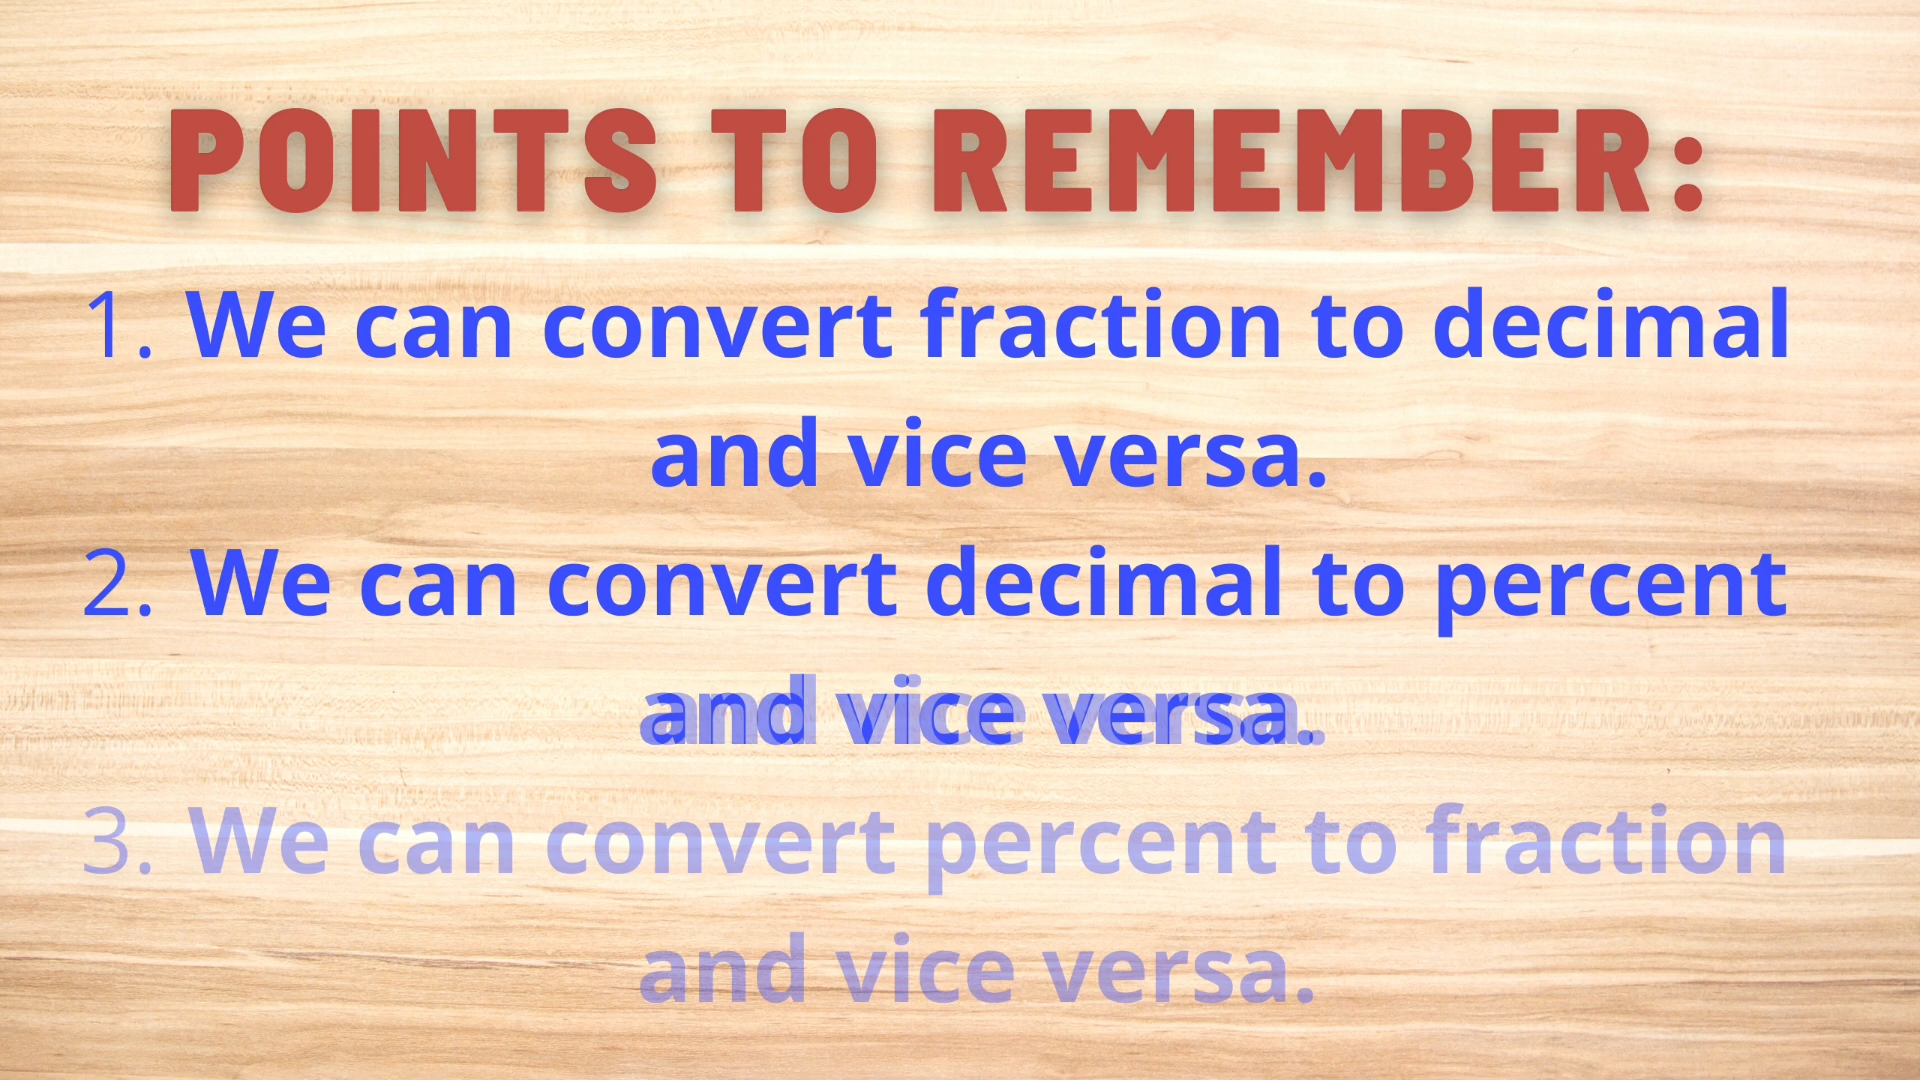 POINTS TO REMEMBER:
1. We can convert fraction to decimal
and vice versa.
2. We can convert decimal to percent
and vice versa.
3. We can convert percent to fraction
and vice versa.